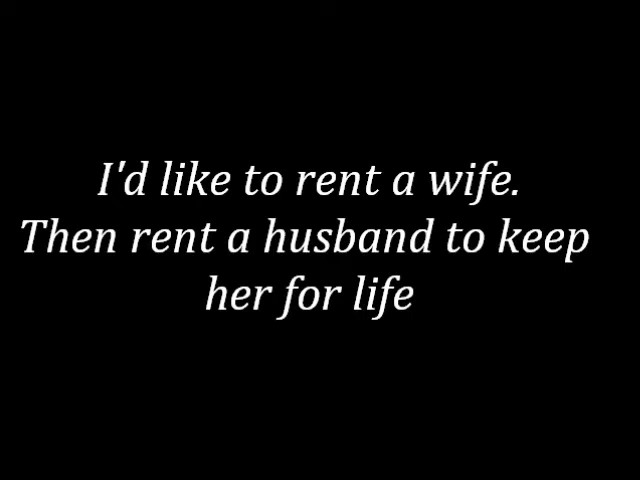 I'd like to rent a wife.
Then rent a husband to keep
her for life